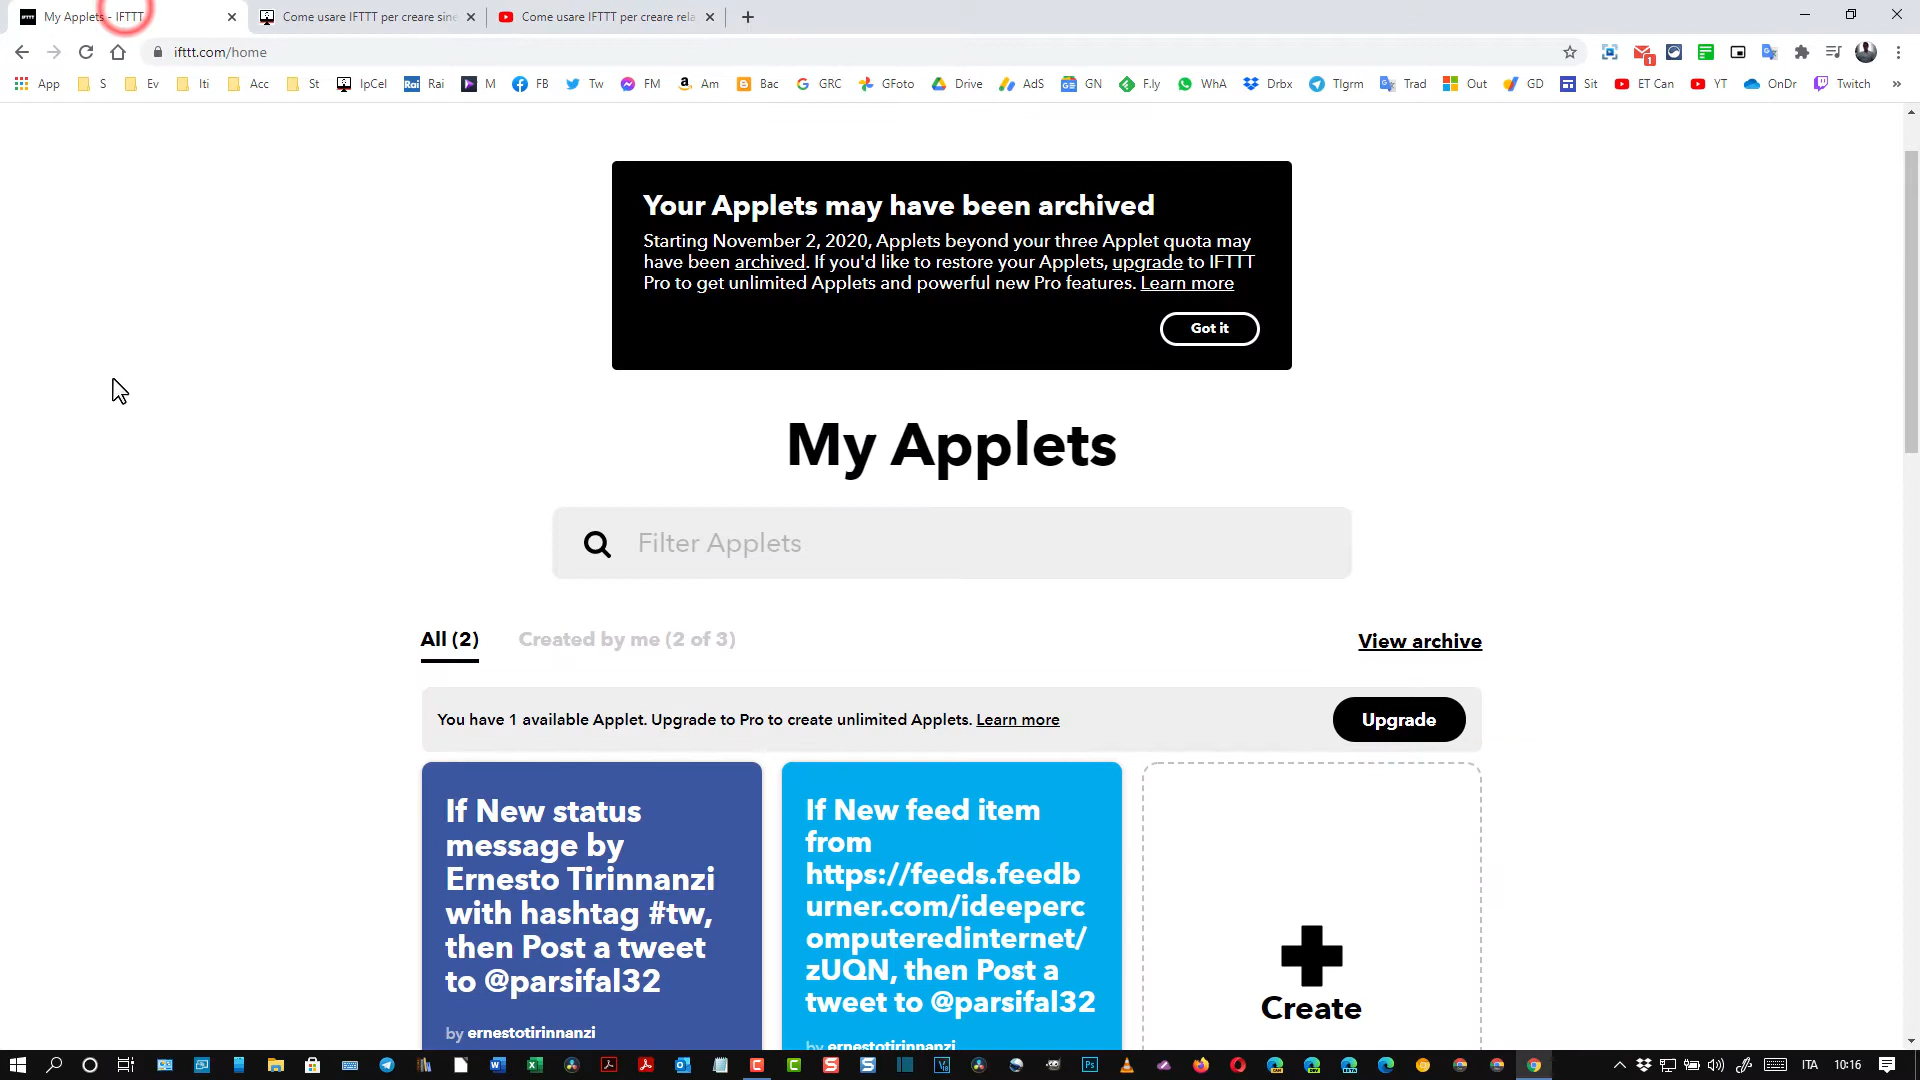 My Applets - IFTTT
Come usare IFTTT per creare sine
Come usare IFTTT per creare rela
ifttt.com/home
1
App S Ev Iti Acc St IpCel Rai Rai M FB Tw FM Am Bac GRC GFoto Drive AdS GN F.ly WhA Drbx Tlgrm Trad Out GD Sit ET Can YT OnDr Twitch »
Your Applets may have been archived
Starting November 2, 2020, Applets beyond your three Applet quota may
have been archived. If you'd like to restore your Applets, upgrade to IFTTT
Pro to get unlimited Applets and powerful new Pro features. Learn more
Got it
My Applets
Filter Applets
All (2)
Created by me (2 of 3)
View archive
You have 1 available Applet. Upgrade to Pro to create unlimited Applets. Learn more
Upgrade
If New status
message by
Ernesto Tirinnanzi
with hashtag #tw,
then Post a tweet
to @parsifal32
by ernestotirinnanzi
If New feed item
from
https://feeds.feedb
urner.com/ideeperc
omputeredinternet/
zUQN, then Post a
tweet to @parsifal32
by ernestotirinnanzi
Create
ITA 10:16